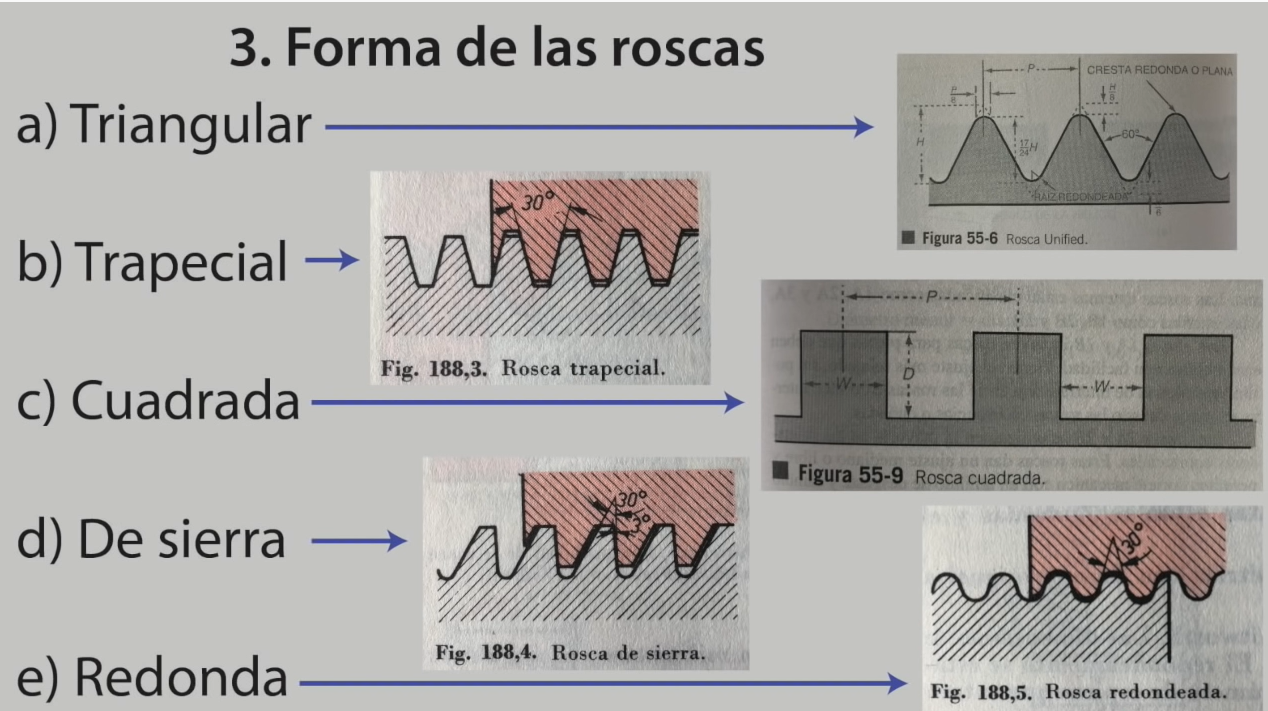 3. Forma de las roscas
a) Triangular
P
CRESTA REDONDA O PLANA
P/8
H/8
H
17/24 H
60°
RAÍZ REDONDEADA
Figura 55-6 Rosca Unified.
b) Trapecial
30°
Fig. 188,3. Rosca trapecial.
c) Cuadrada
P
W
D
W
Figura 55-9 Rosca cuadrada.
d) De sierra
30°
3°
Fig. 188,4. Rosca de sierra.
e) Redonda
30°
Fig. 188,5. Rosca redondeada.